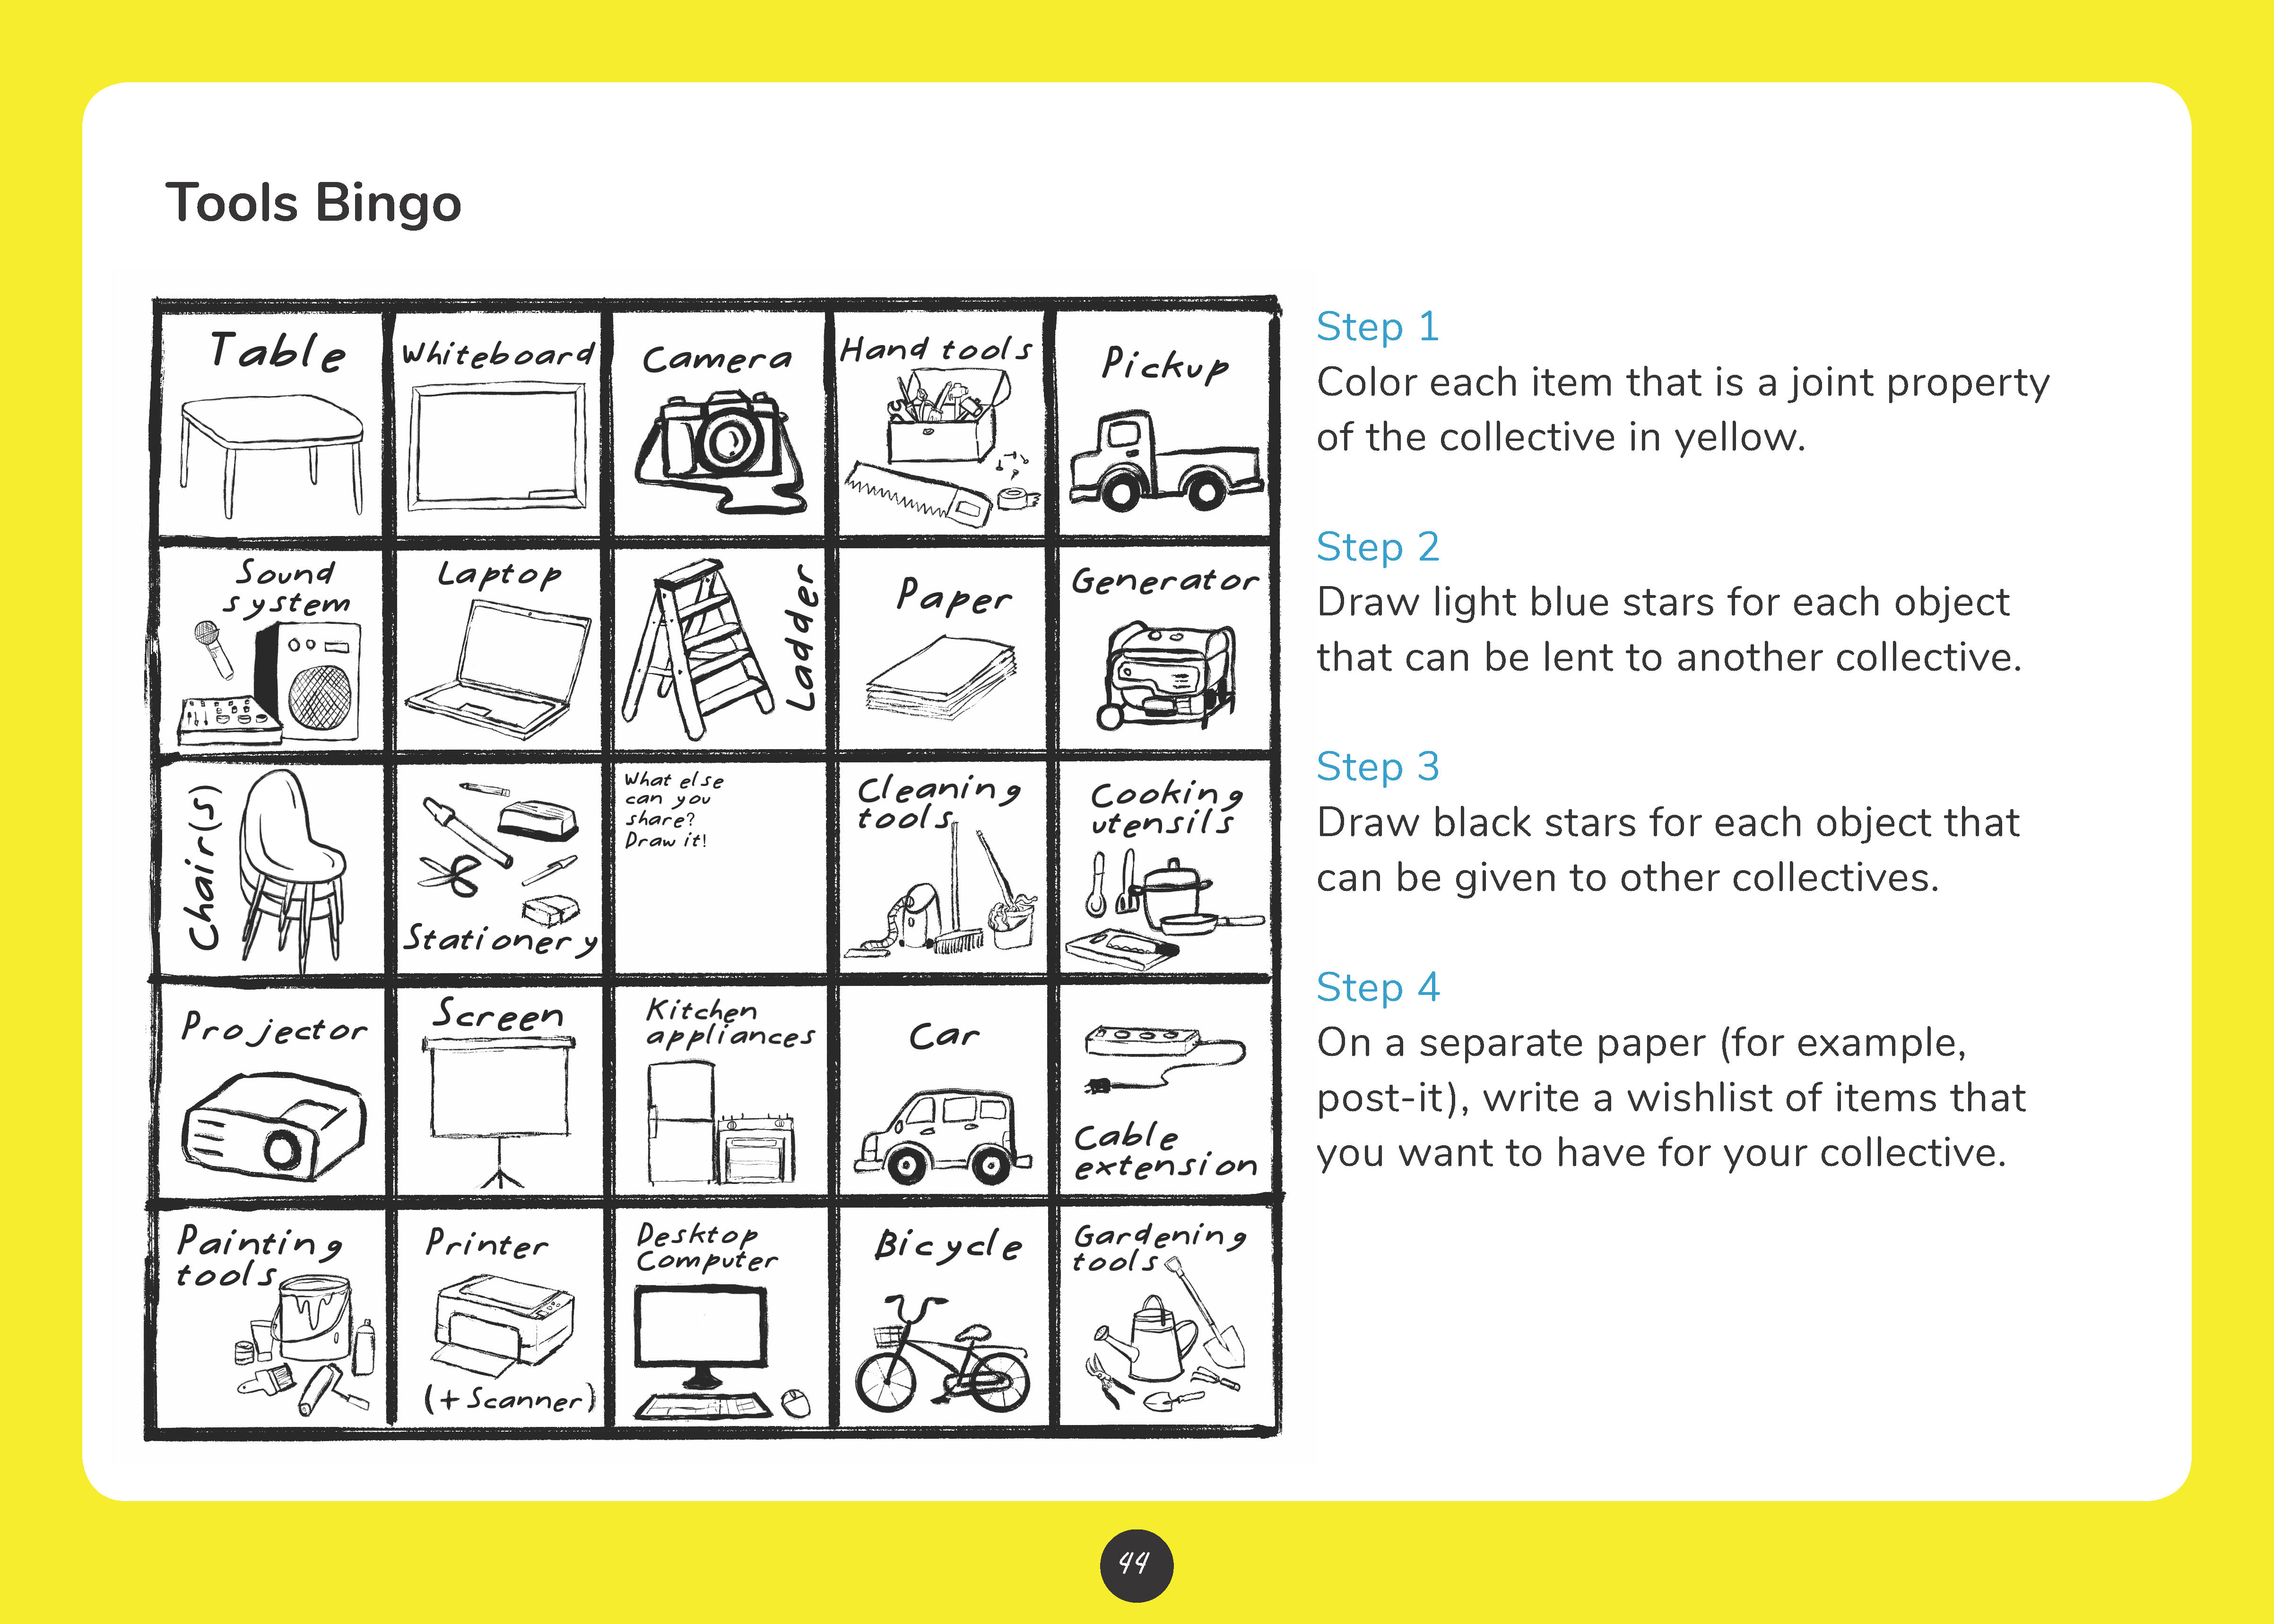 Tools Bingo
Table
Whiteboard
Camera
Hand tools
Pickup
Sound
system
Laptop
Ladder
Paper
Generator
Chair(s)
Stationery
What else
can you
share?
Draw it!
Cleaning
tools
Cooking
utensils
Projector
Screen
Kitchen
appliances
Car
Cable
extension
Painting
tools
Printer
(+ Scanner)
Desktop
Computer
Bicycle
Gardening
tools
Step 1
Color each item that is a joint property
of the collective in yellow.
Step 2
Draw light blue stars for each object
that can be lent to another collective.
Step 3
Draw black stars for each object that
can be given to other collectives.
Step 4
On a separate paper (for example,
post-it), write a wishlist of items that
you want to have for your collective.
44